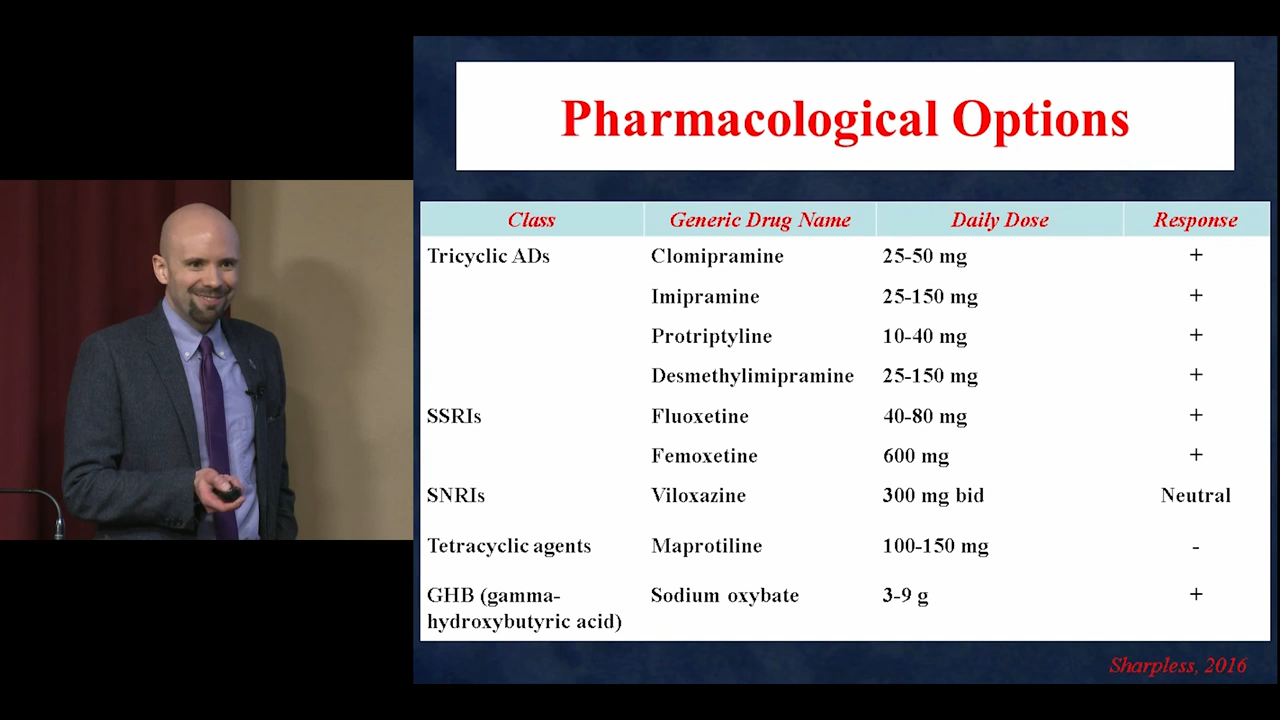 Pharmacological Options
Class Generic Drug Name Daily Dose Response
Tricyclic ADs Clomipramine 25-50 mg +
Imipramine 25-150 mg +
Protriptyline 10-40 mg +
Desmethylimipramine 25-150 mg +
SSRIs Fluoxetine 40-80 mg +
Femoxetine 600 mg +
SNRIs Viloxazine 300 mg bid Neutral
Tetracyclic agents Maprotiline 100-150 mg -
GHB (gamma- Sodium oxybate 3-9 g +
hydroxybutyric acid)
Sharpless, 2016